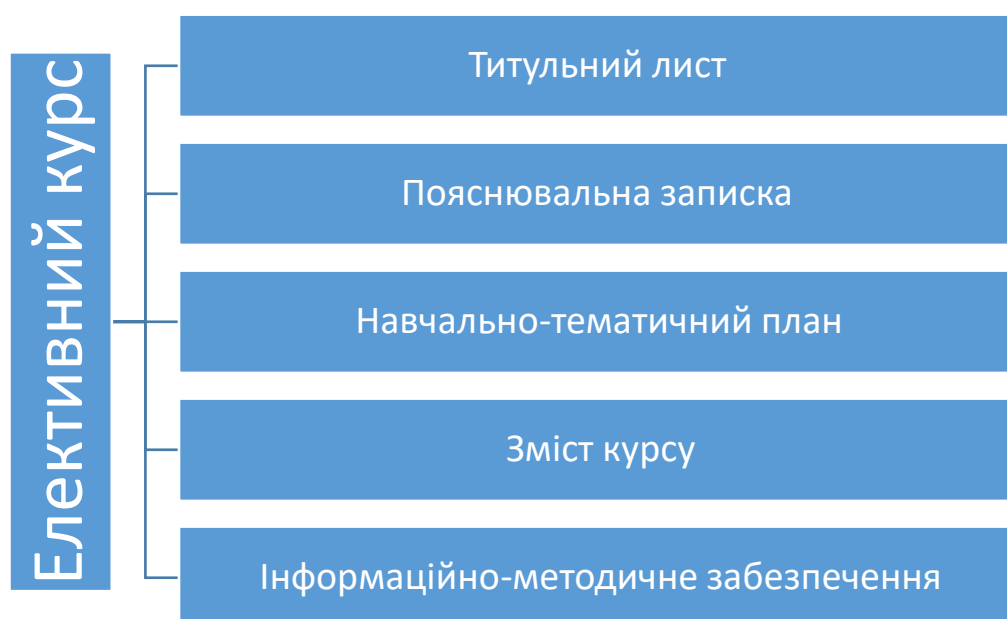 Елективний курс
Титульний лист
Пояснювальна записка
Навчально-тематичний план
Зміст курсу
Інформаційно-методичне забезпечення